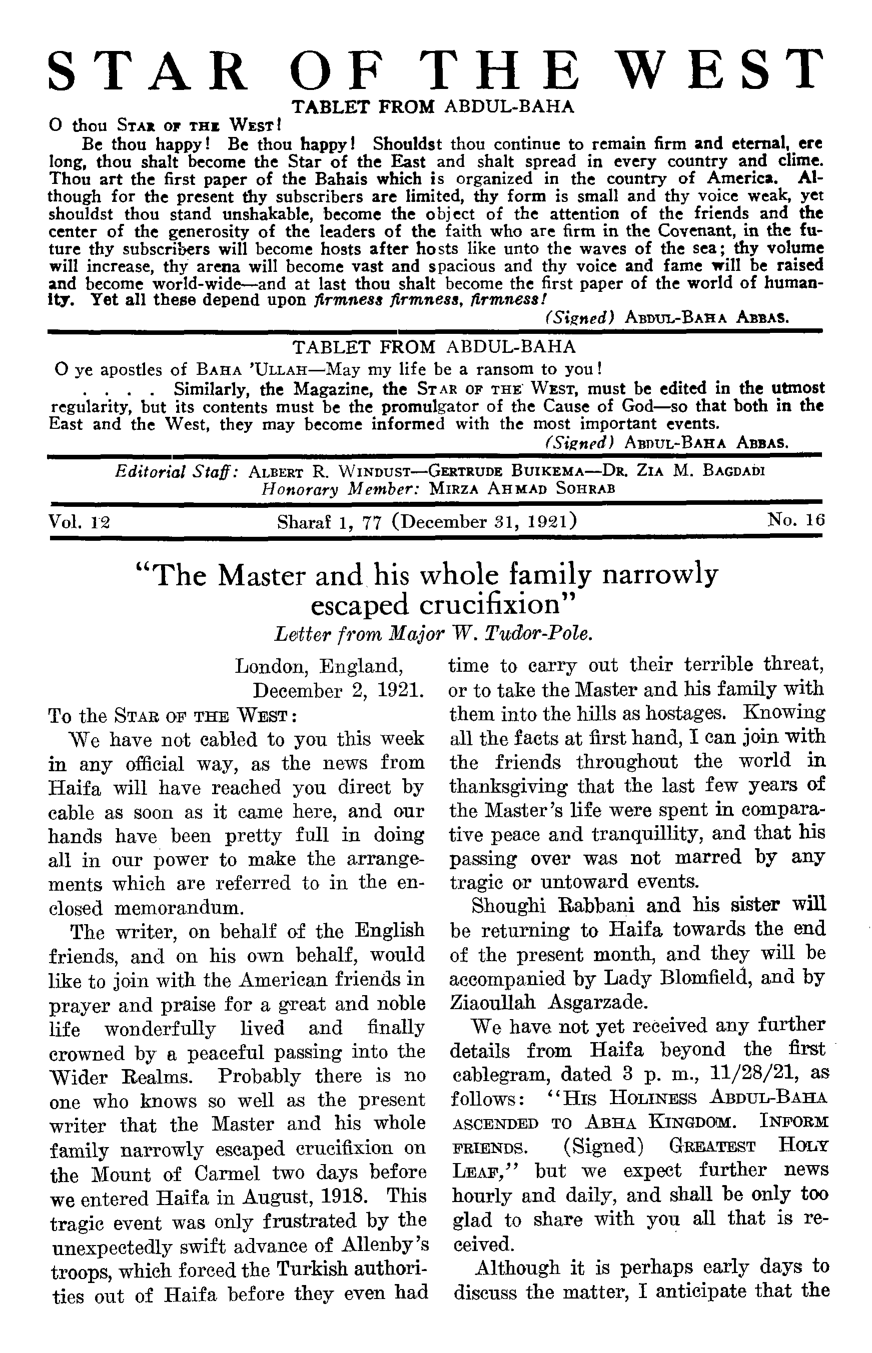 STAR OF THE WEST
TABLET FROM ABDUL-BAHA
O thou STAR OF THE WEST!
Be thou happy! Be thou happy! Shouldst thou continue to remain firm and eternal, ere
long, thou shalt become the Star of the East and shalt spread in every country and clime.
Thou art the first paper of the Bahais which is organized in the country of America. Al-
though for the present thy subscribers are limited, thy form is small and thy voice weak, yet
shouldst thou stand unshakable, become the object of the attention of the friends and the
center of the generosity of the leaders of the faith who are firm in the Covenant, in the fu-
ture thy subscribers will become hosts after hosts like unto the waves of the sea; thy volume
will increase, thy arena will become vast and spacious and thy voice and fame will be raised
and become world-wide—and at last thou shalt become the first paper of the world of human-
ity. Yet all these depend upon firmness firmness, firmness!
(Signed) ABDUL-BAHA ABBAS.
TABLET FROM ABDUL-BAHA
O ye apostles of BAHA 'ULLAH—May my life be a ransom to you!
. . . . Similarly, the Magazine, the STAR OF THE WEST, must be edited in the utmost
regularity, but its contents must be the promulgator of the Cause of God—so that both in the
East and the West, they may become informed with the most important events.
(Signed) ABDUL-BAHA ABBAS.
Editorial Staff: ALBERT R. WINDUST—GERTRUDE BUIKEMA—DR. ZIA M. BAGDADI
Honorary Member: MIRZA AHMAD SOHRAB
Vol. 12 Sharaf 1, 77 (December 31, 1921) No. 16
"The Master and his whole family narrowly
escaped crucifixion"
Letter from Major W. Tudor-Pole.
London, England,
December 2, 1921.
To the STAR OF THE WEST:
We have not cabled to you this week
in any official way, as the news from
Haifa will have reached you direct by
cable as soon as it came here, and our
hands have been pretty full in doing
all in our power to make the arrange-
ments which are referred to in the en-
closed memorandum.
The writer, on behalf of the English
friends, and on his own behalf, would
like to join with the American friends in
prayer and praise for a great and noble
life wonderfully lived and finally
crowned by a peaceful passing into the
Wider Realms. Probably there is no
one who knows so well as the present
writer that the Master and his whole
family narrowly escaped crucifixion on
the Mount of Carmel two days before
we entered Haifa in August, 1918. This
tragic event was only frustrated by the
unexpectedly swift advance of Allenby's
troops, which forced the Turkish authori-
ties out of Haifa before they even had
time to carry out their terrible threat,
or to take the Master and his family with
them into the hills as hostages. Knowing
all the facts at first hand, I can join with
the friends throughout the world in
thanksgiving that the last few years of
the Master's life were spent in compara-
tive peace and tranquillity, and that his
passing over was not marred by any
tragic or untoward events.
Shoughi Rabbani and his sister will
be returning to Haifa towards the end
of the present month, and they will be
accompanied by Lady Blomfield, and by
Ziaoullah Asgarzade.
We have not yet received any further
details from Haifa beyond the first
cablegram, dated 3 p. m., 11/28/21, as
follows: "HIS HOLINESS ABDUL-BAHA
ASCENDED TO ABHA KINGDOM. INFORM
FRIENDS. (Signed) GREATEST HOLY
LEAF," but we expect further news
hourly and daily, and shall be only too
glad to share with you all that is re-
ceived.
Although it is perhaps early days to
discuss the matter, I anticipate that the